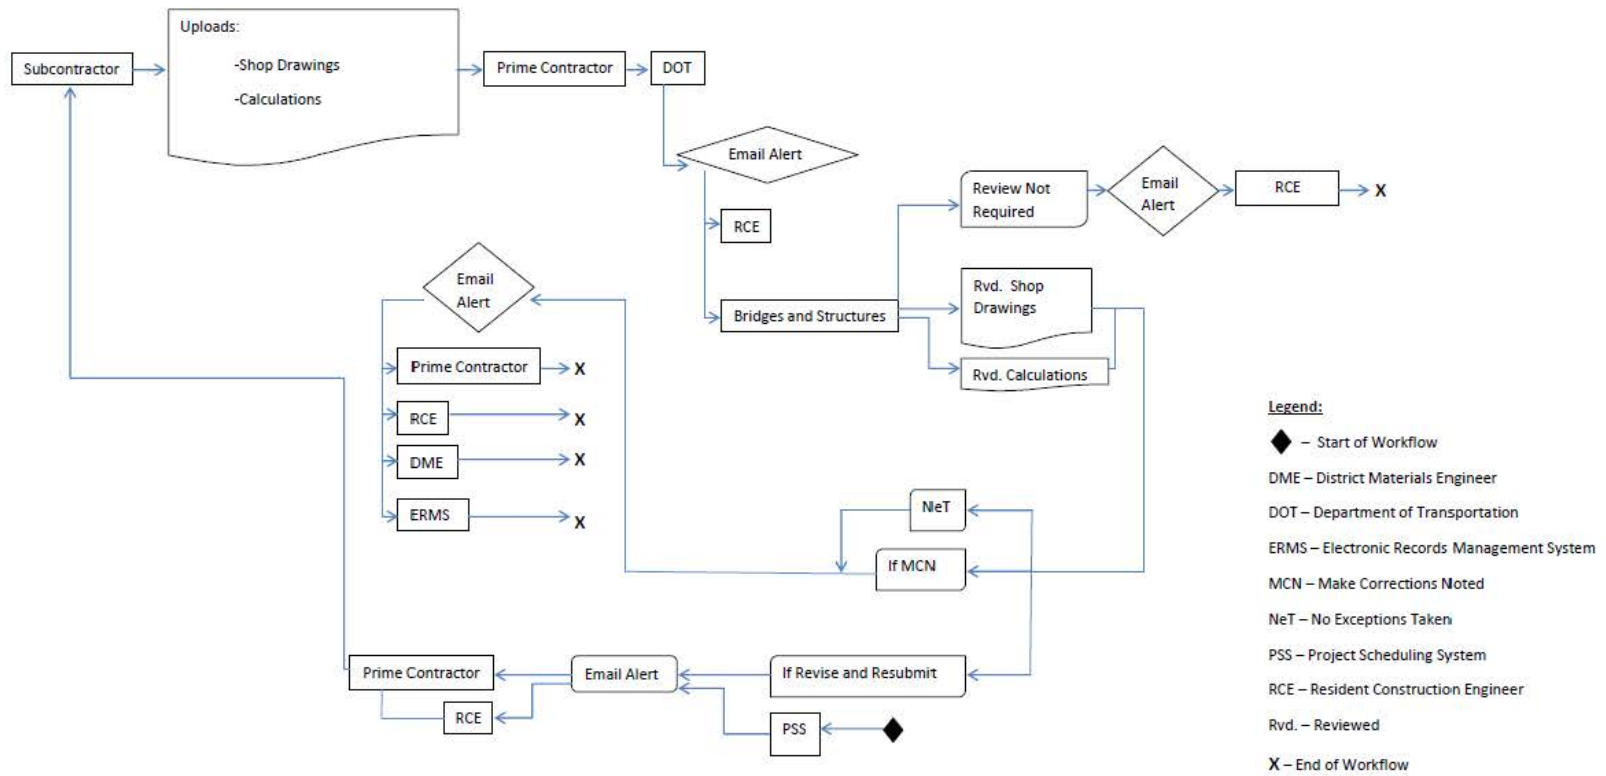 Uploads:
Subcontractor
-Shop Drawings
-Calculations
Prime Contractor
DOT
Email Alert
RCE
Bridges and Structures
Review Not
Required
Email
Alert
RCE
X
Rvd. Shop
Drawings
Rvd. Calculations
Email
Alert
Prime Contractor
X
RCE
X
DME
X
ERMS
X
NeT
If MCN
Prime Contractor
Email Alert
If Revise and Resubmit
RCE
PSS
Legend:
– Start of Workflow
DME – District Materials Engineer
DOT – Department of Transportation
ERMS – Electronic Records Management System
MCN – Make Corrections Noted
NeT – No Exceptions Taken
PSS – Project Scheduling System
RCE – Resident Construction Engineer
Rvd. – Reviewed
X – End of Workflow